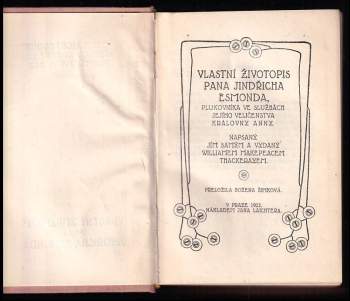 VLASTNÍ ŽIVOTOPIS
PANA JINDŘICHA
ESMONDA,
PLUKOVNÍKA VE SLUŽBÁCH
JEJÍHO VELIČENSTVA
KRÁLOVNY ANNY.
NAPSANÝ
JÍM SAMÝM A VYDANÝ
WILLIAMEM MAKEPEACEM
THACKERAYEM.
PŘELOŽILA BOŽENA ŠIMKOVÁ.
V PRAZE
NÁKLADEM JANA LAICHTERA.